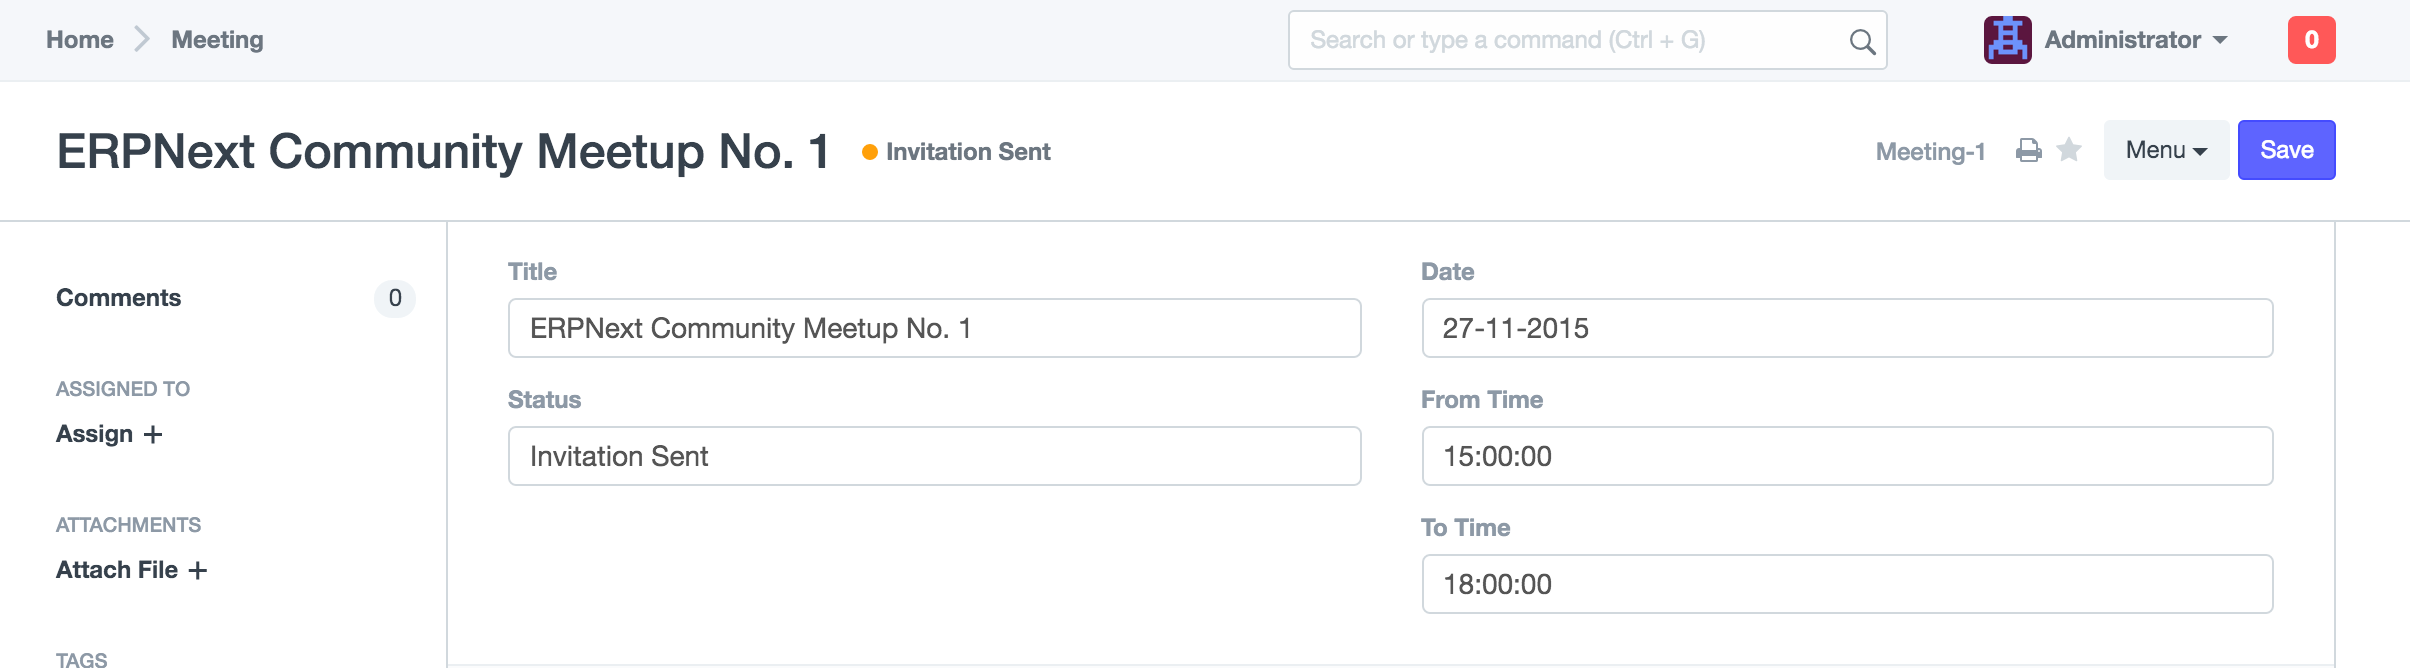 Home Meeting Search or type a command (Ctrl + G) Administrator 0
ERPNext Community Meetup No. 1 Invitation Sent Meeting-1 Menu Save
Comments 0
ASSIGNED TO
Assign +
ATTACHMENTS
Attach File +
TAGS
Title
ERPNext Community Meetup No. 1
Status
Invitation Sent
Date
27-11-2015
From Time
15:00:00
To Time
18:00:00